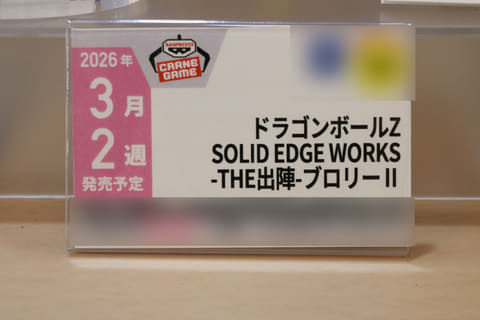 2026年
3月
2週
発売予定
BANPRESTO
CRANE
GAME
ドラゴンボールZ
SOLID EDGE WORKS
-THE出陣-ブロリーⅡ